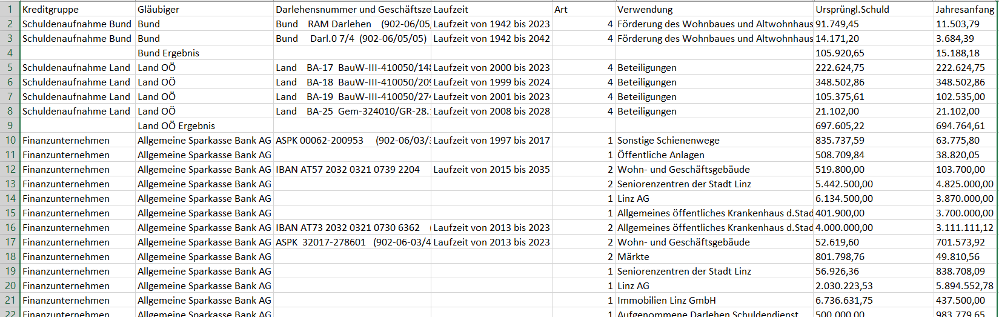 1 Kreditgruppe Gläubiger Darlehensnummer und Geschäftsze Laufzeit Art Verwendung Ursprüngl.Schuld Jahresanfang
2 Schuldenaufnahme Bund Bund Bund RAM Darlehen (902-06/05, Laufzeit von 1942 bis 2023 4 Förderung des Wohnbaues und Altwohnhaus 91.749,45 11.503,79
3 Schuldenaufnahme Bund Bund Bund Darl.0 7/4 (902-06/05/05) Laufzeit von 1942 bis 2042 4 Förderung des Wohnbaues und Altwohnhaus 14.171,20 3.684,39
4 Bund Ergebnis 105.920,65 15.188,18
5 Schuldenaufnahme Land Land OÖ Land BA-17 BauW-III-410050/148 Laufzeit von 2000 bis 2023 4 Beteiligungen 222.624,75 222.624,75
6 Schuldenaufnahme Land Land OÖ Land BA-18 BauW-III-410050/209 Laufzeit von 1999 bis 2024 4 Beteiligungen 348.502,86 348.502,86
7 Schuldenaufnahme Land Land OÖ Land BA-19 BauW-III-410050/274 Laufzeit von 2001 bis 2023 4 Beteiligungen 105.375,61 102.535,00
8 Schuldenaufnahme Land Land OÖ Land BA-25 Gem-324010/GR-28. Laufzeit von 2008 bis 2028 4 Beteiligungen 21.102,00 21.102,00
9 Land OÖ Ergebnis 697.605,22 694.764,61
10 Finanzunternehmen Allgemeine Sparkasse Bank AG ASPK 00062-200953 (902-06/03/3 Laufzeit von 1997 bis 2017 1 Sonstige Schienenwege 835.737,59 63.775,80
11 Finanzunternehmen Allgemeine Sparkasse Bank AG 1 Öffentliche Anlagen 508.709,84 38.820,05
12 Finanzunternehmen Allgemeine Sparkasse Bank AG IBAN AT57 2032 0321 0739 2204 Laufzeit von 2015 bis 2035 2 Wohn- und Geschäftsgebäude 519.800,00 103.700,00
13 Finanzunternehmen Allgemeine Sparkasse Bank AG 2 Seniorenzentren der Stadt Linz 5.442.500,00 4.825.000,00
14 Finanzunternehmen Allgemeine Sparkasse Bank AG 1 Linz AG 6.134.500,00 3.870.000,00
15 Finanzunternehmen Allgemeine Sparkasse Bank AG 1 Allgemeines öffentliches Krankenhaus d.Stad 401.900,00 3.700.000,00
16 Finanzunternehmen Allgemeine Sparkasse Bank AG IBAN AT73 2032 0321 0730 6362 ( Laufzeit von 2013 bis 2023 2 Allgemeines öffentliches Krankenhaus d.Stad 4.000.000,00 3.111.111,12
17 Finanzunternehmen Allgemeine Sparkasse Bank AG ASPK 32017-278601 (902-06-03/4 Laufzeit von 2013 bis 2023 2 Wohn- und Geschäftsgebäude 52.619,60 701.573,92
18 Finanzunternehmen Allgemeine Sparkasse Bank AG 2 Märkte 801.798,76 49.810,56
19 Finanzunternehmen Allgemeine Sparkasse Bank AG 1 Seniorenzentren der Stadt Linz 56.926,36 838.708,09
20 Finanzunternehmen Allgemeine Sparkasse Bank AG 1 Linz AG 2.030.223,53 5.894.552,78
21 Finanzunternehmen Allgemeine Sparkasse Bank AG 1 Immobilien Linz GmbH 6.736.631,75 437.500,00
22 Finanzunternehmen Allgemeine Sparkasse Bank AG 1 Aufgenommene Darlehen Schuldendienst 500.000,00 983.779,65